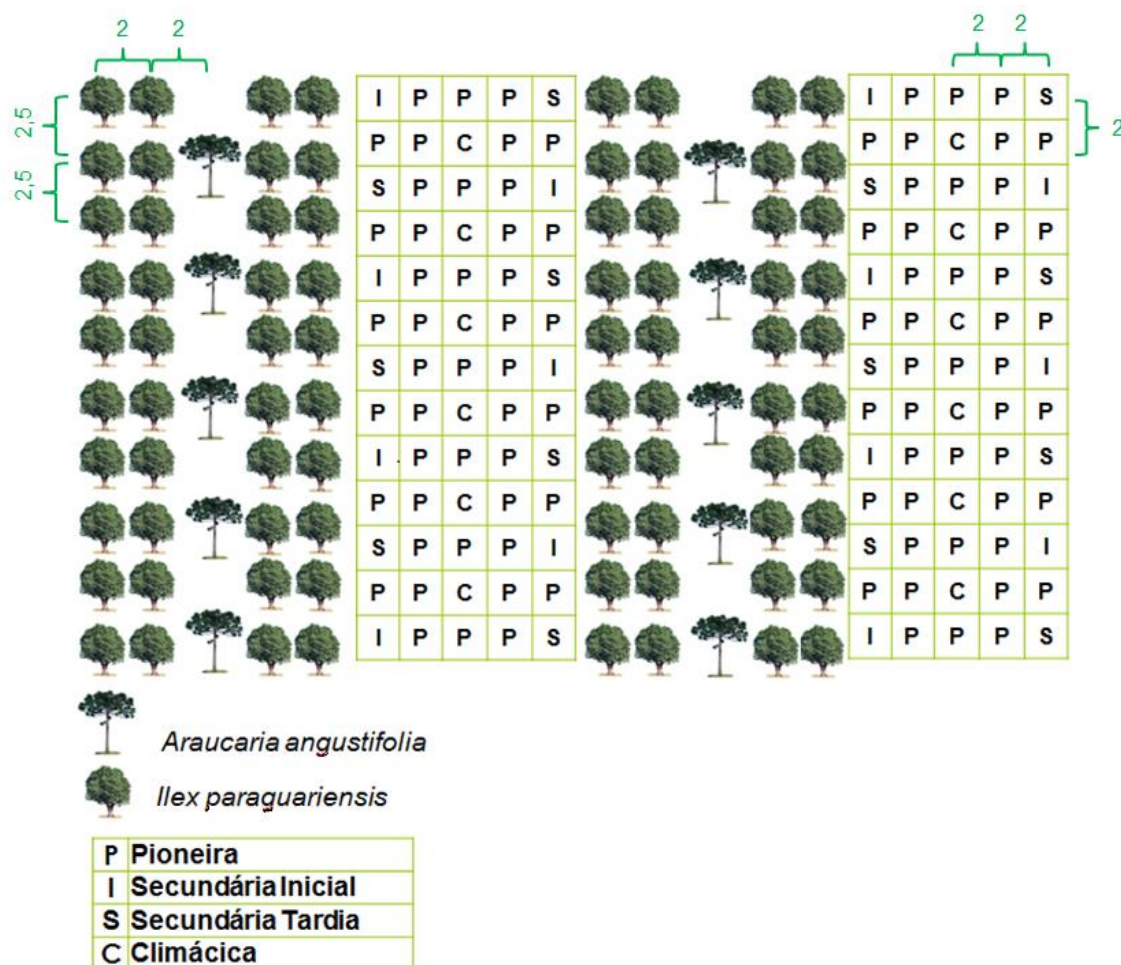 2 2 2 2
I P P P S I P P P S
2,5 P P C P P P P C P P 2
2,5 S P P P I S P P P I
P P C P P P P C P P
I P P P S I P P P S
P P C P P P P C P P
S P P P I S P P P I
P P C P P P P C P P
I P P P S I P P P S
P P C P P P P C P P
S P P P I S P P P I
P P C P P P P C P P
I P P P S I P P P S
Araucaria angustifolia
Ilex paraguariensis
P Pioneira
I Secundária Inicial
S Secundária Tardia
C Climácica